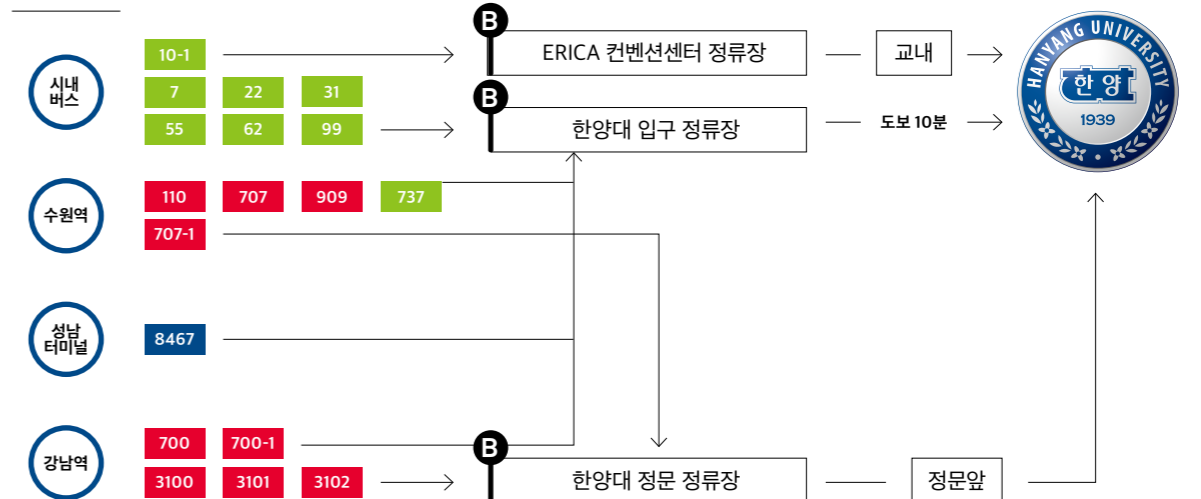 10-1
B
ERICA 컨벤션센터 정류장
교내
시내
버스
7 22 31
55 62 99
B
한양대 입구 정류장
도보 10분
HANYANG UNIVERSITY
한양
1939
수원역
110 707 909 737
707-1
성남
터미널
8467
강남역
700 700-1
3100 3101 3102
B
한양대 정문 정류장
정문앞